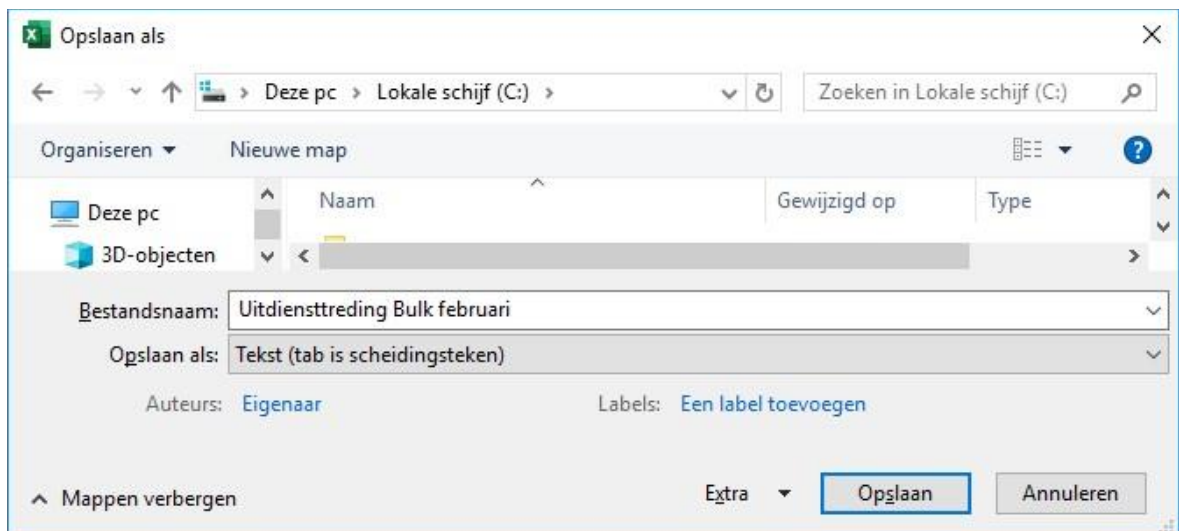 Opslaan als
Deze pc > Lokale schijf (C:) > Zoeken in Lokale schijf (C:)
Organiseren Nieuwe map ?
Naam Gewijzigd op Type
Deze pc
3D-objecten
Bestandsnaam: Uitdiensttreding Bulk februari
Opslaan als: Tekst (tab is scheidingsteken)
Auteurs: Eigenaar Labels: Een label toevoegen
Mappen verbergen Extra Opslaan Annuleren